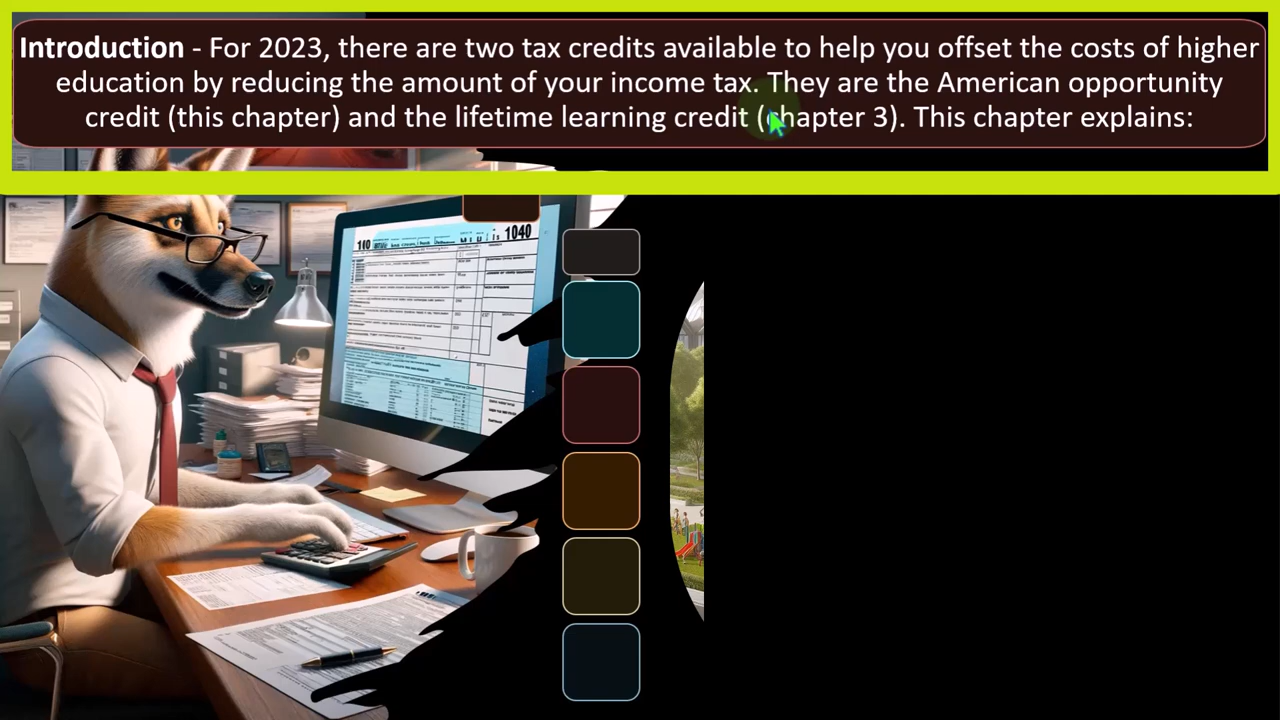 Introduction - For 2023, there are two tax credits available to help you offset the costs of higher
education by reducing the amount of your income tax. They are the American opportunity
credit (this chapter) and the lifetime learning credit (chapter 3). This chapter explains:
1040